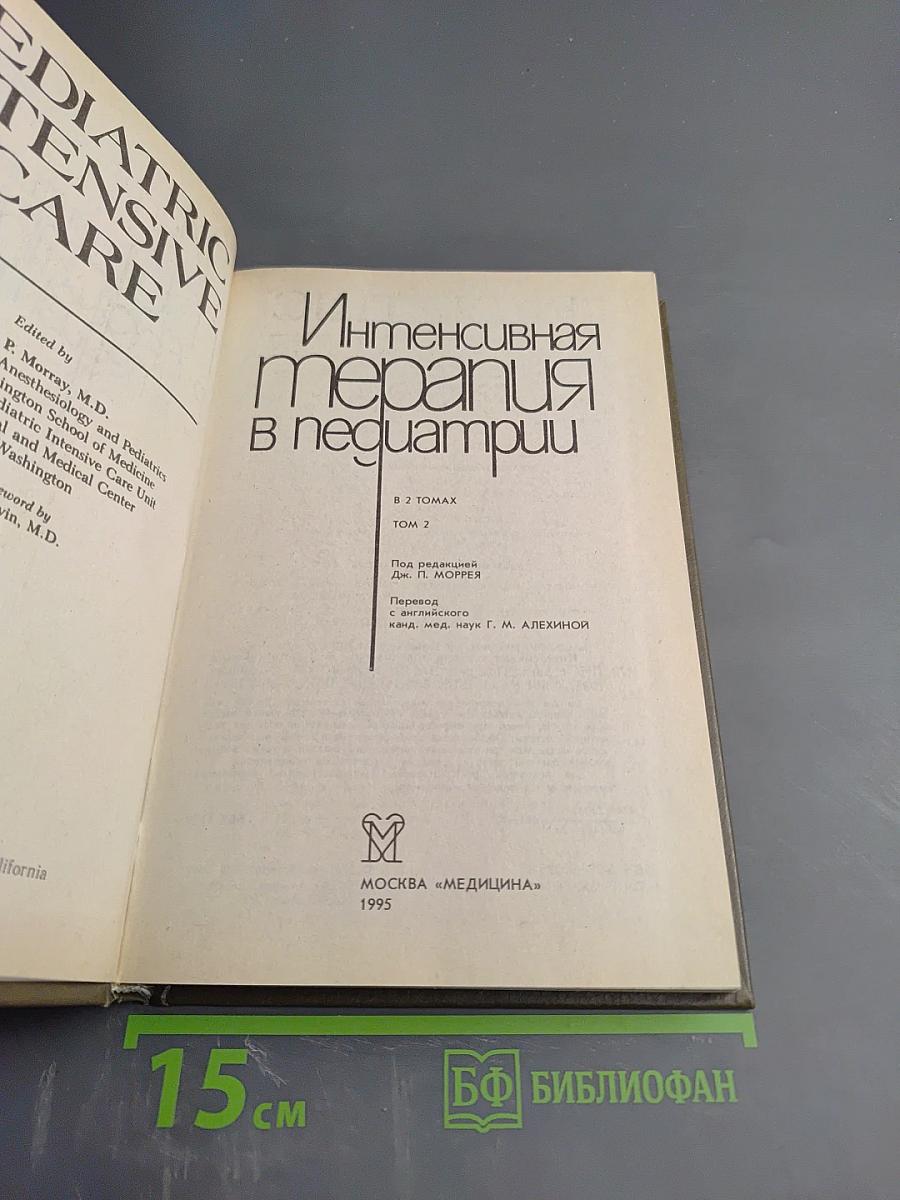 EDIATRIC
TENSIVE
CARE
Edited by
P. Morray, M.D.
Anesthesiology and Pediatrics
ington School of Medicine
diatric Intensive Care Unit
al and Medical Center
Washington
eword by
vin, M.D.
lifornia
Интенсивная
терапия
в педиатрии
В 2 ТОМАХ
ТОМ 2
Под редакцией
Дж. П. МОРРЕЯ
Перевод
с английского
канд. мед. наук Г. М. АЛЕХИНОЙ
М
МОСКВА «МЕДИЦИНА»
1995
15 см
БФ БИБЛИОФАН